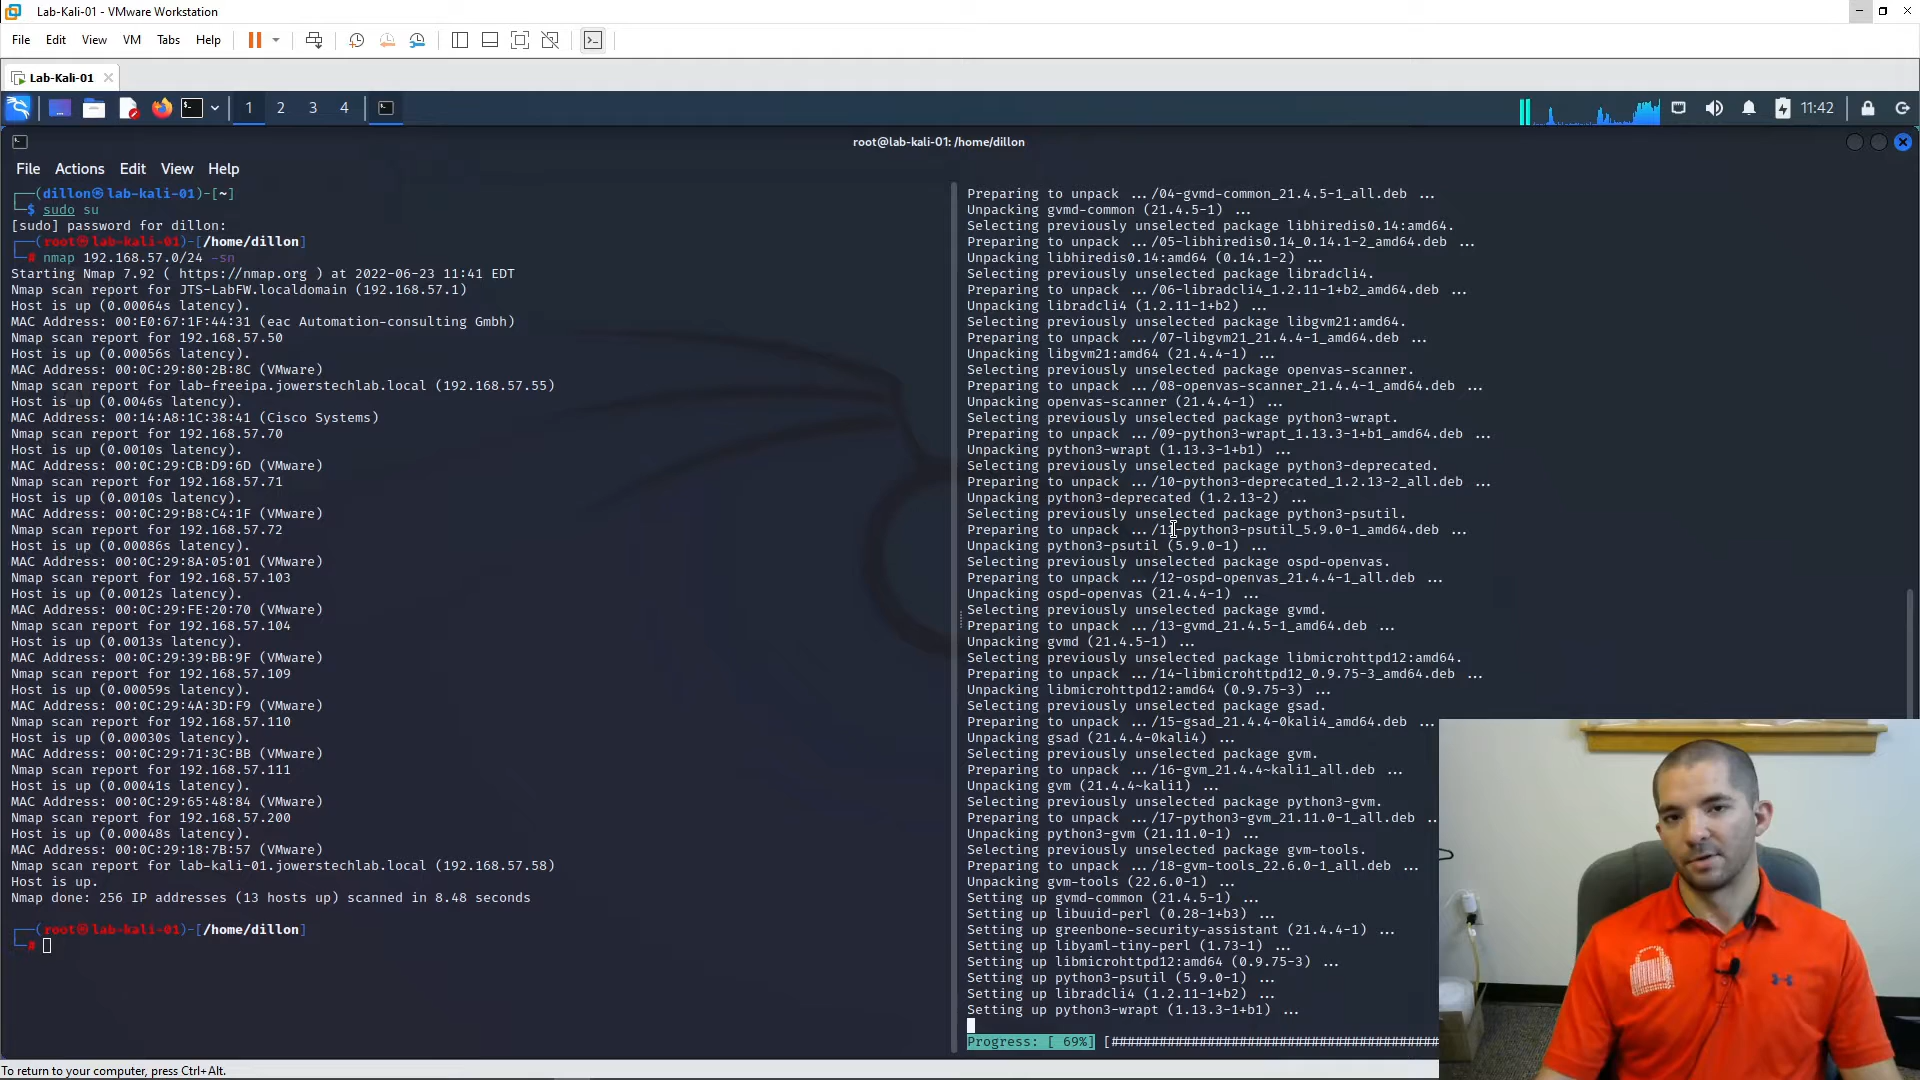 Lab-Kali-01 - VMware Workstation
File Edit View VM Tabs Help
Lab-Kali-01
1 2 3 4
11:42
root@lab-kali-01: /home/dillon
File Actions Edit View Help
┌──(dillon㉿lab-kali-01)-[~]
└─$ sudo su
[sudo] password for dillon:
┌──(root㉿lab-kali-01)-[/home/dillon]
└─# nmap 192.168.57.0/24 -sn
Starting Nmap 7.92 ( https://nmap.org ) at 2022-06-23 11:41 EDT
Nmap scan report for JTS-LabFW.localdomain (192.168.57.1)
Host is up (0.00064s latency).
MAC Address: 00:E0:67:1F:44:31 (eac Automation-consulting Gmbh)
Nmap scan report for 192.168.57.50
Host is up (0.00056s latency).
MAC Address: 00:0C:29:80:2B:8C (VMware)
Nmap scan report for lab-freeipa.jowerstechlab.local (192.168.57.55)
Host is up (0.0046s latency).
MAC Address: 00:14:A8:1C:38:41 (Cisco Systems)
Nmap scan report for 192.168.57.70
Host is up (0.0010s latency).
MAC Address: 00:0C:29:CB:D9:6D (VMware)
Nmap scan report for 192.168.57.71
Host is up (0.0010s latency).
MAC Address: 00:0C:29:B8:C4:1F (VMware)
Nmap scan report for 192.168.57.72
Host is up (0.00086s latency).
MAC Address: 00:0C:29:8A:05:01 (VMware)
Nmap scan report for 192.168.57.103
Host is up (0.0012s latency).
MAC Address: 00:0C:29:FE:20:70 (VMware)
Nmap scan report for 192.168.57.104
Host is up (0.0013s latency).
MAC Address: 00:0C:29:39:BB:9F (VMware)
Nmap scan report for 192.168.57.109
Host is up (0.00059s latency).
MAC Address: 00:0C:29:4A:3D:F9 (VMware)
Nmap scan report for 192.168.57.110
Host is up (0.00030s latency).
MAC Address: 00:0C:29:71:3C:BB (VMware)
Nmap scan report for 192.168.57.111
Host is up (0.00041s latency).
MAC Address: 00:0C:29:65:48:84 (VMware)
Nmap scan report for 192.168.57.200
Host is up (0.00048s latency).
MAC Address: 00:0C:29:18:7B:57 (VMware)
Nmap scan report for lab-kali-01.jowerstechlab.local (192.168.57.58)
Host is up.
Nmap done: 256 IP addresses (13 hosts up) scanned in 8.48 seconds
┌──(root㉿lab-kali-01)-[/home/dillon]
└─#
Preparing to unpack .../04-gvmd-common_21.4.5-1_all.deb ...
Unpacking gvmd-common (21.4.5-1) ...
Selecting previously unselected package libhiredis0.14:amd64.
Preparing to unpack .../05-libhiredis0.14_0.14.1-2_amd64.deb ...
Unpacking libhiredis0.14:amd64 (0.14.1-2) ...
Selecting previously unselected package libradcli4.
Preparing to unpack .../06-libradcli4_1.2.11-1+b2_amd64.deb ...
Unpacking libradcli4 (1.2.11-1+b2) ...
Selecting previously unselected package libgvm21:amd64.
Preparing to unpack .../07-libgvm21_21.4.4-1_amd64.deb ...
Unpacking libgvm21:amd64 (21.4.4-1) ...
Selecting previously unselected package openvas-scanner.
Preparing to unpack .../08-openvas-scanner_21.4.4-1_amd64.deb ...
Unpacking openvas-scanner (21.4.4-1) ...
Selecting previously unselected package python3-wrapt.
Preparing to unpack .../09-python3-wrapt_1.13.3-1+b1_amd64.deb ...
Unpacking python3-wrapt (1.13.3-1+b1) ...
Selecting previously unselected package python3-deprecated.
Preparing to unpack .../10-python3-deprecated_1.2.13-2_all.deb ...
Unpacking python3-deprecated (1.2.13-2) ...
Selecting previously unselected package python3-psutil.
Preparing to unpack .../11-python3-psutil_5.9.0-1_amd64.deb ...
Unpacking python3-psutil (5.9.0-1) ...
Selecting previously unselected package ospd-openvas.
Preparing to unpack .../12-ospd-openvas_21.4.4-1_all.deb ...
Unpacking ospd-openvas (21.4.4-1) ...
Selecting previously unselected package gvmd.
Preparing to unpack .../13-gvmd_21.4.5-1_amd64.deb ...
Unpacking gvmd (21.4.5-1) ...
Selecting previously unselected package libmicrohttpd12:amd64.
Preparing to unpack .../14-libmicrohttpd12_0.9.75-3_amd64.deb ...
Unpacking libmicrohttpd12:amd64 (0.9.75-3) ...
Selecting previously unselected package gsad.
Preparing to unpack .../15-gsad_21.4.4-0kali4_amd64.deb ...
Unpacking gsad (21.4.4-0kali4) ...
Selecting previously unselected package gvm.
Preparing to unpack .../16-gvm_21.4.4~kali1_all.deb ...
Unpacking gvm (21.4.4~kali1) ...
Selecting previously unselected package python3-gvm.
Preparing to unpack .../17-python3-gvm_21.11.0-1_all.deb ..
Unpacking python3-gvm (21.11.0-1) ...
Selecting previously unselected package gvm-tools.
Preparing to unpack .../18-gvm-tools_22.6.0-1_all.deb ...
Unpacking gvm-tools (22.6.0-1) ...
Setting up gvmd-common (21.4.5-1) ...
Setting up libuuid-perl (0.28-1+b3) ...
Setting up greenbone-security-assistant (21.4.4-1) ...
Setting up libyaml-tiny-perl (1.73-1) ...
Setting up libmicrohttpd12:amd64 (0.9.75-3) ...
Setting up python3-psutil (5.9.0-1) ...
Setting up libradcli4 (1.2.11-1+b2) ...
Setting up python3-wrapt (1.13.3-1+b1) ...
Progress: [ 69%] [#########################################
To return to your computer, press Ctrl+Alt.